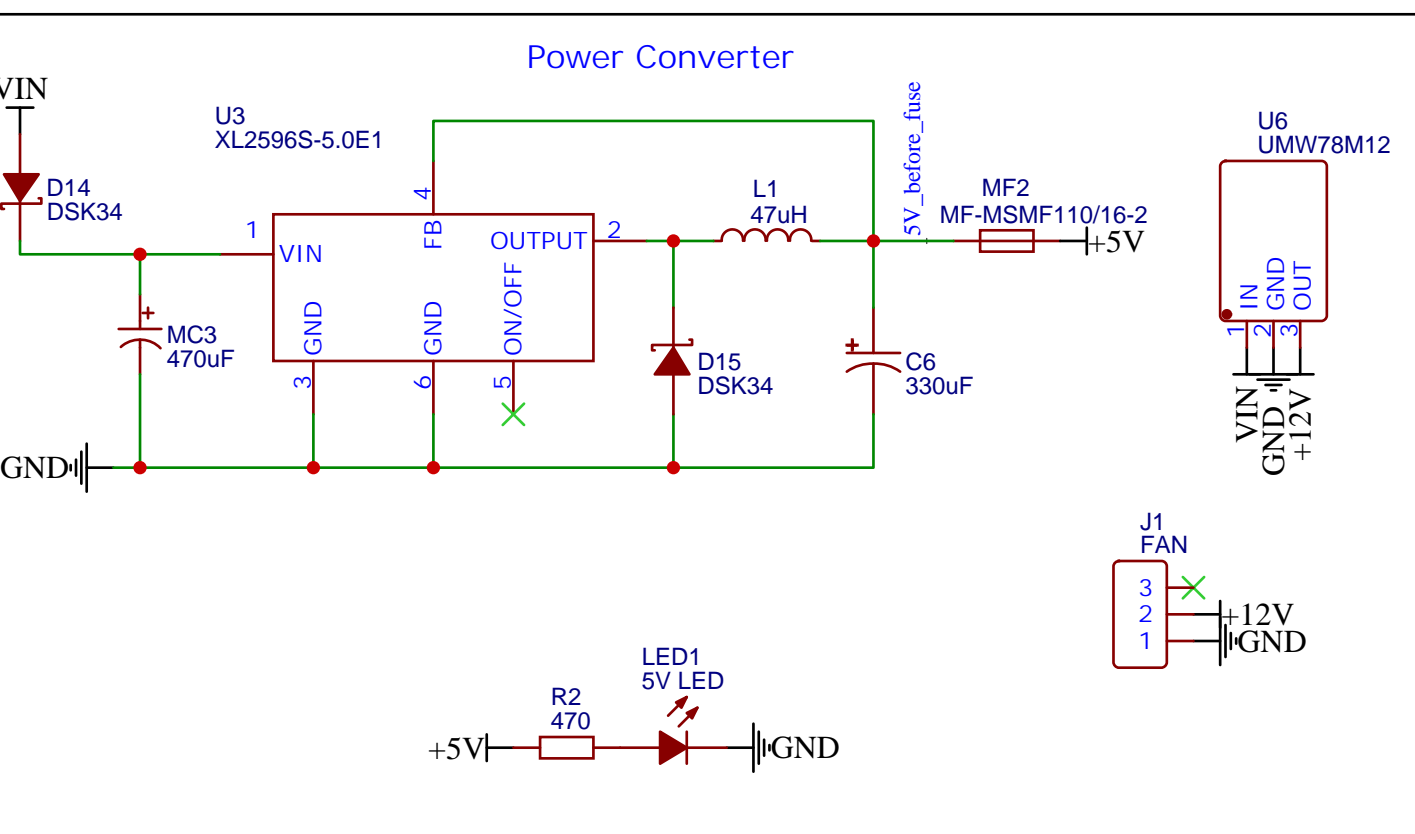 Power Converter
VIN
U3
XL2596S-5.0E1
D14
DSK34
1
VIN
4
FB
OUTPUT
2
GND
3
GND
6
ON/OFF
5
+
MC3
470uF
GND
D15
DSK34
L1
47uH
+
C6
330uF
5V_before_fuse
MF2
MF-MSMF110/16-2
+5V
U6
UMW78M12
IN
GND
OUT
1
2
3
VIN
GND
+12V
J1
FAN
3
2
1
+12V
GND
LED1
5V LED
R2
470
+5V
GND